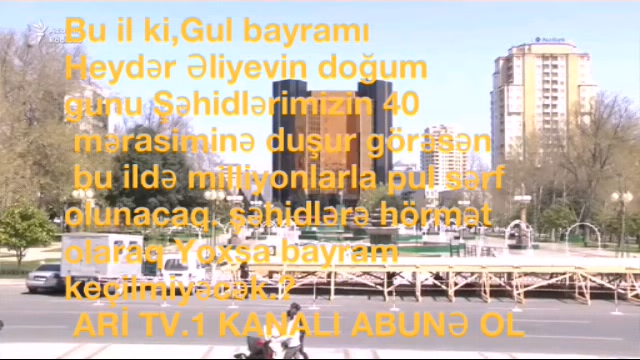 Bu il ki,Gul bayramı
Heydər Əliyevin doğum
gunu Şəhidlərimizin 40
mərasiminə duşur görəsən
bu ildə milliyonlarla pul sərf
olunacaq. şəhidlərə hörmət
olaraq Yoxsa bayram
keçilmiyəcək.?
ARİ TV.1 KANALI ABUNƏ OL